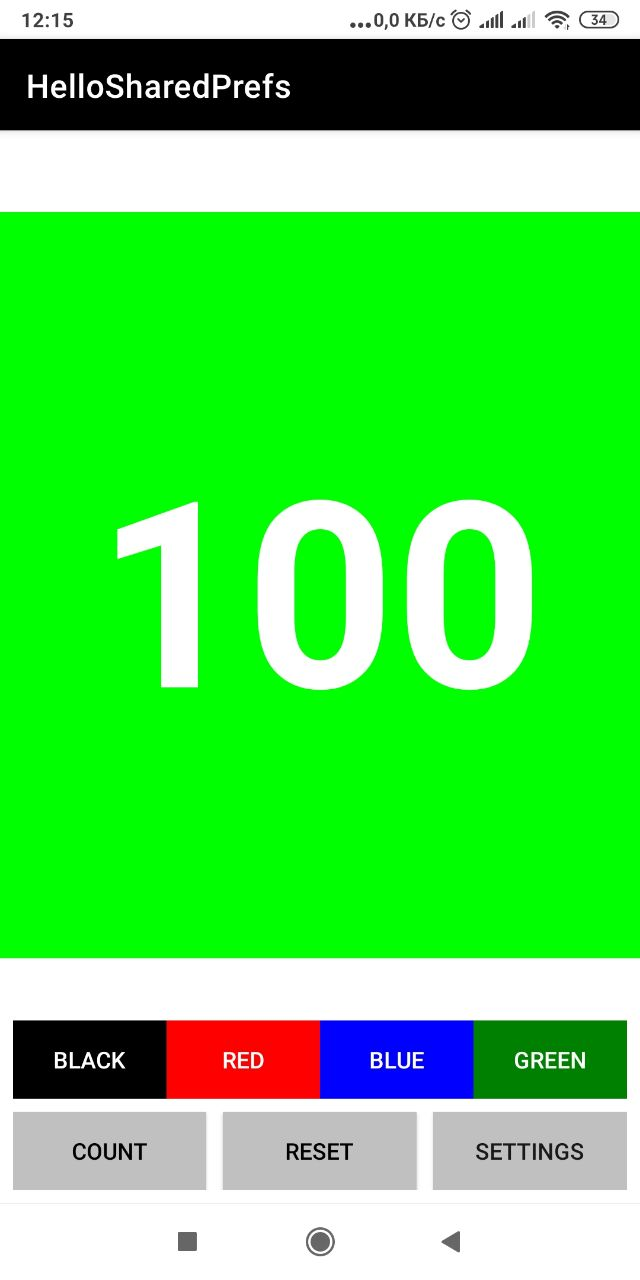 12:15 ...0,0 КБ/с 34
HelloSharedPrefs
100
BLACK RED BLUE GREEN
COUNT RESET SETTINGS